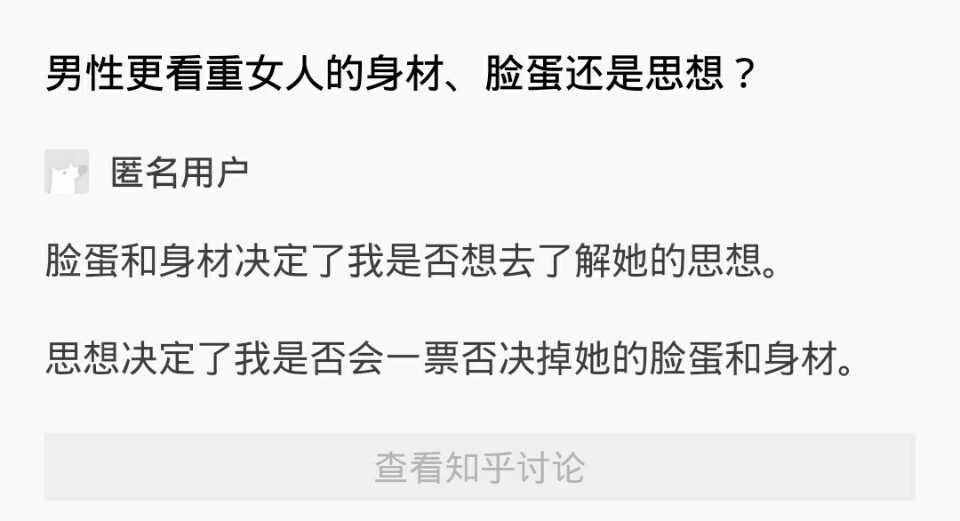 男性更看重女人的身材、脸蛋还是思想？
匿名用户
脸蛋和身材决定了我是否想去了解她的思想。
思想决定了我是否会一票否决掉她的脸蛋和身材。
查看知乎讨论